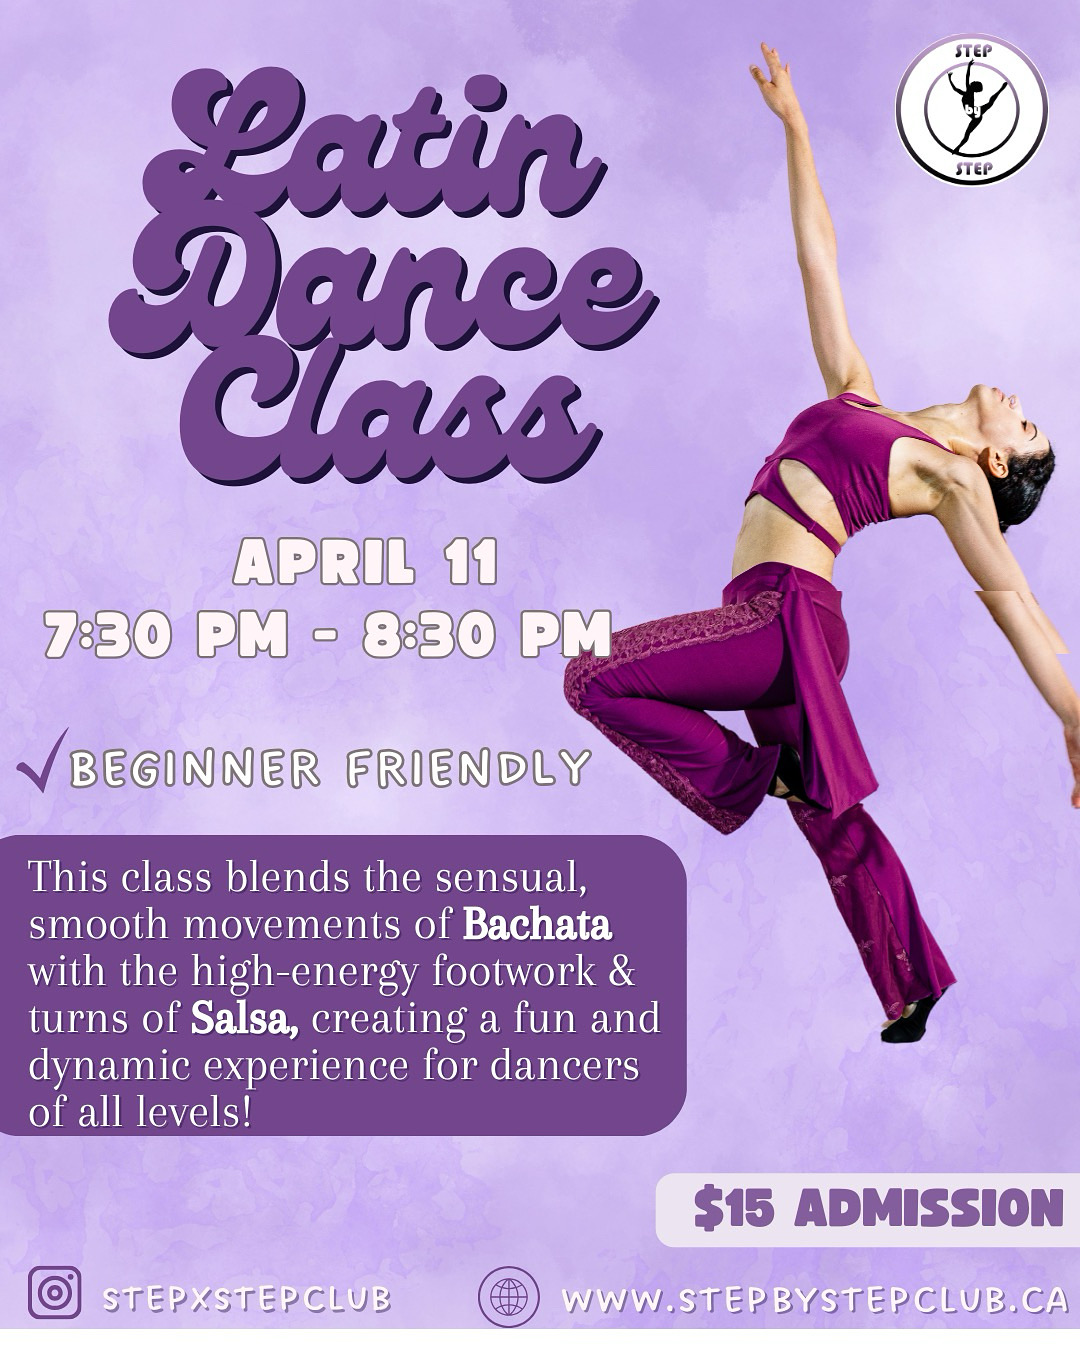 STEP
by
STEP
Latin
Dance
Class
APRIL 11
7:30 PM - 8:30 PM
BEGINNER FRIENDLY
This class blends the sensual,
smooth movements of Bachata
with the high-energy footwork &
turns of Salsa, creating a fun and
dynamic experience for dancers
of all levels!
$15 ADMISSION
STEPXSTEPCLUB
WWW.STEPBYSTEPCLUB.CA